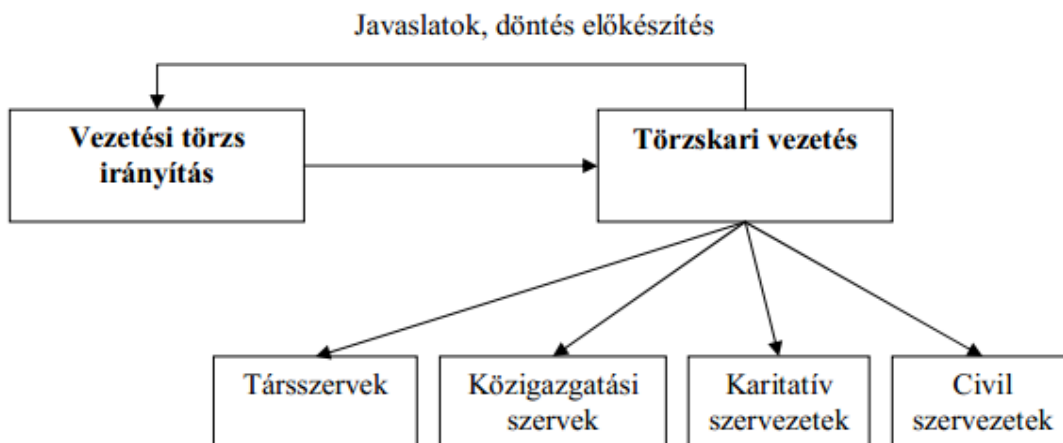 Javaslatok, döntés előkészítés
Vezetési törzs
irányítás
Törzskari vezetés
Társszervek
Közigazgatási
szervek
Karitatív
szervezetek
Civil
szervezetek